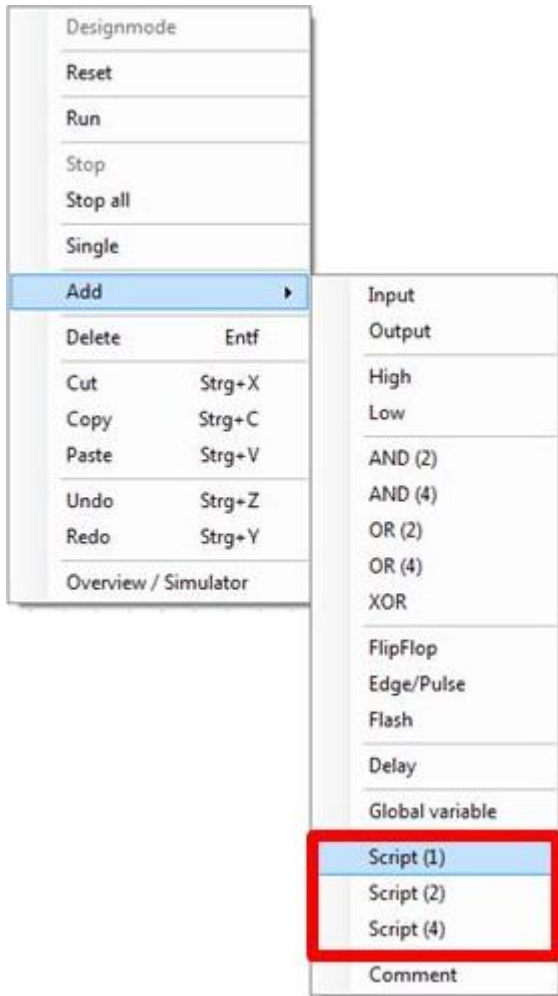 Designmode
Reset
Run
Stop
Stop all
Single
Add
Delete Entf
Cut Strg+X
Copy Strg+C
Paste Strg+V
Undo Strg+Z
Redo Strg+Y
Overview / Simulator
Input
Output
High
Low
AND (2)
AND (4)
OR (2)
OR (4)
XOR
FlipFlop
Edge/Pulse
Flash
Delay
Global variable
Script (1)
Script (2)
Script (4)
Comment